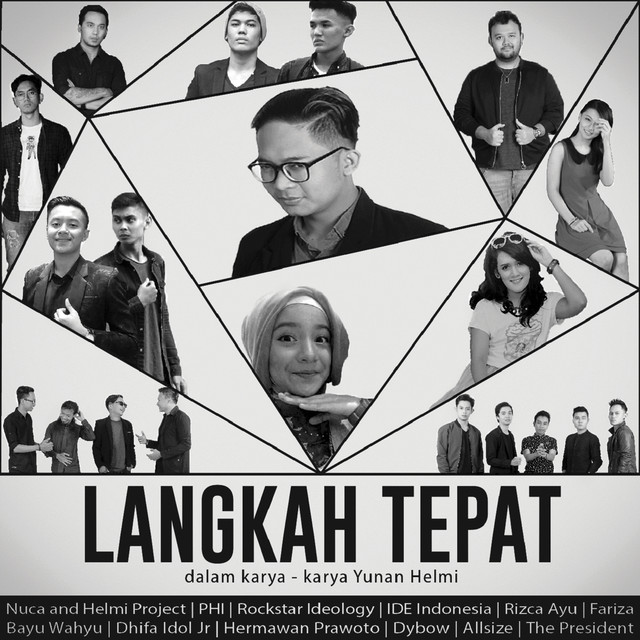 LANGKAH TEPAT
dalam karya - karya Yunan Helmi
Nuca and Helmi Project | PHI | Rockstar Ideology | IDE Indonesia | Rizca Ayu | Fariza
Bayu Wahyu | Dhifa Idol Jr | Hermawan Prawoto | Dybow | Allsize | The President